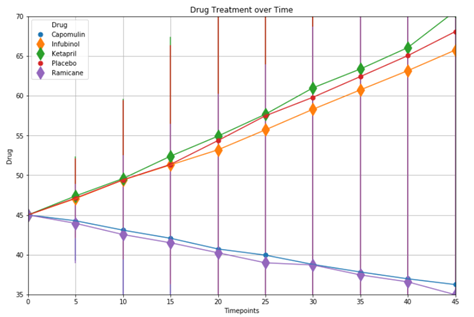 Drug Treatment over Time
70
65
60
55
50
45
40
35
Drug
Drug
Capomulin
Infubinol
Ketapril
Placebo
Ramicane
0 5 10 15 20 25 30 35 40 45
Timepoints